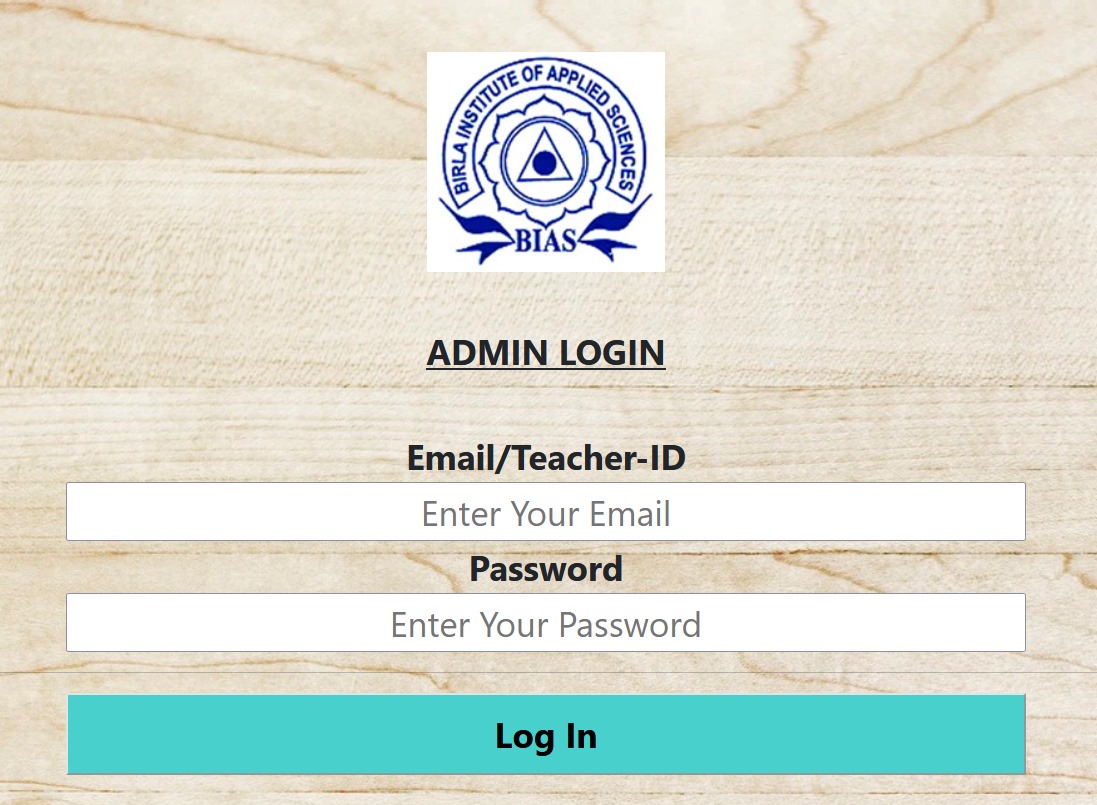 BIRLA INSTITUTE OF APPLIED SCIENCES
BIAS
ADMIN LOGIN
Email/Teacher-ID
Enter Your Email
Password
Enter Your Password
Log In